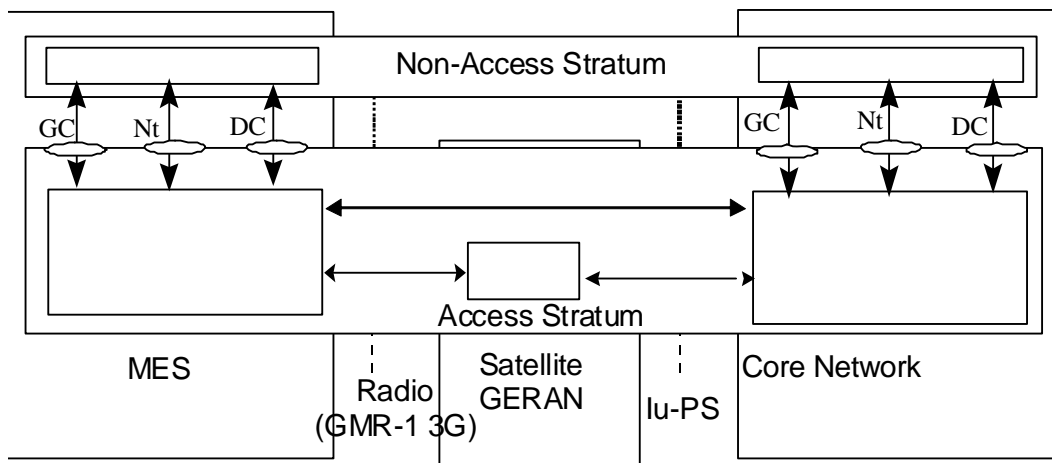 Non-Access Stratum
GC
Nt
DC
GC
Nt
DC
Access Stratum
MES
Radio
(GMR-1 3G)
Satellite
GERAN
Iu-PS
Core Network